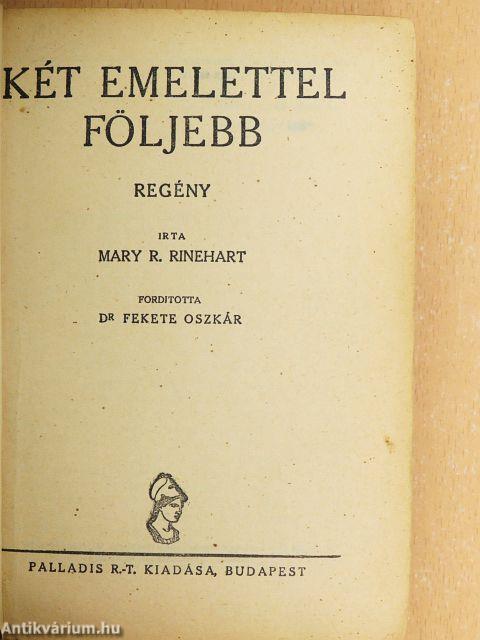 KÉT EMELETTEL
FÖLJEBB
REGÉNY
IRTA
MARY R. RINEHART
FORDITOTTA
DR FEKETE OSZKÁR
PALLADIS R.-T. KIADÁSA, BUDAPEST
Antikvárium.hu